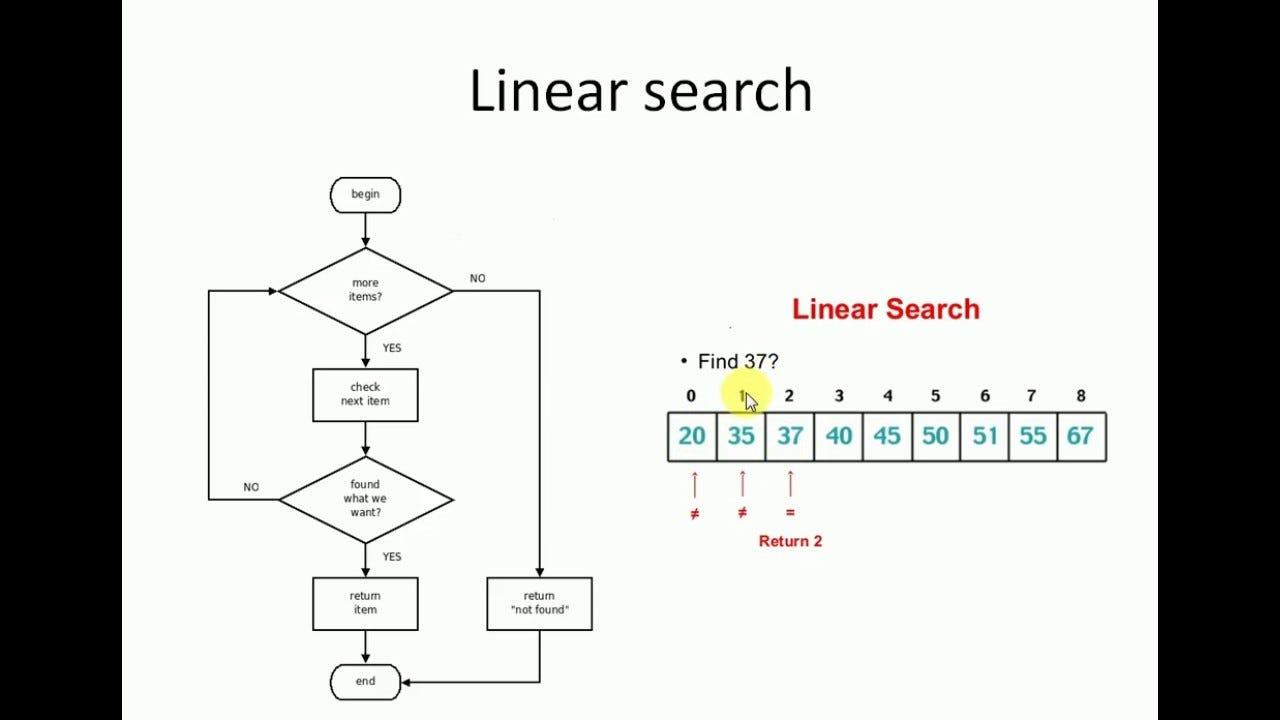 Linear search
begin
more
items?
NO
YES
check
next item
found
what we
want?
NO
YES
return
item
return
"not found"
end
Linear Search
• Find 37?
0 1 2 3 4 5 6 7 8
20 35 37 40 45 50 51 55 67
≠ ≠ =
Return 2